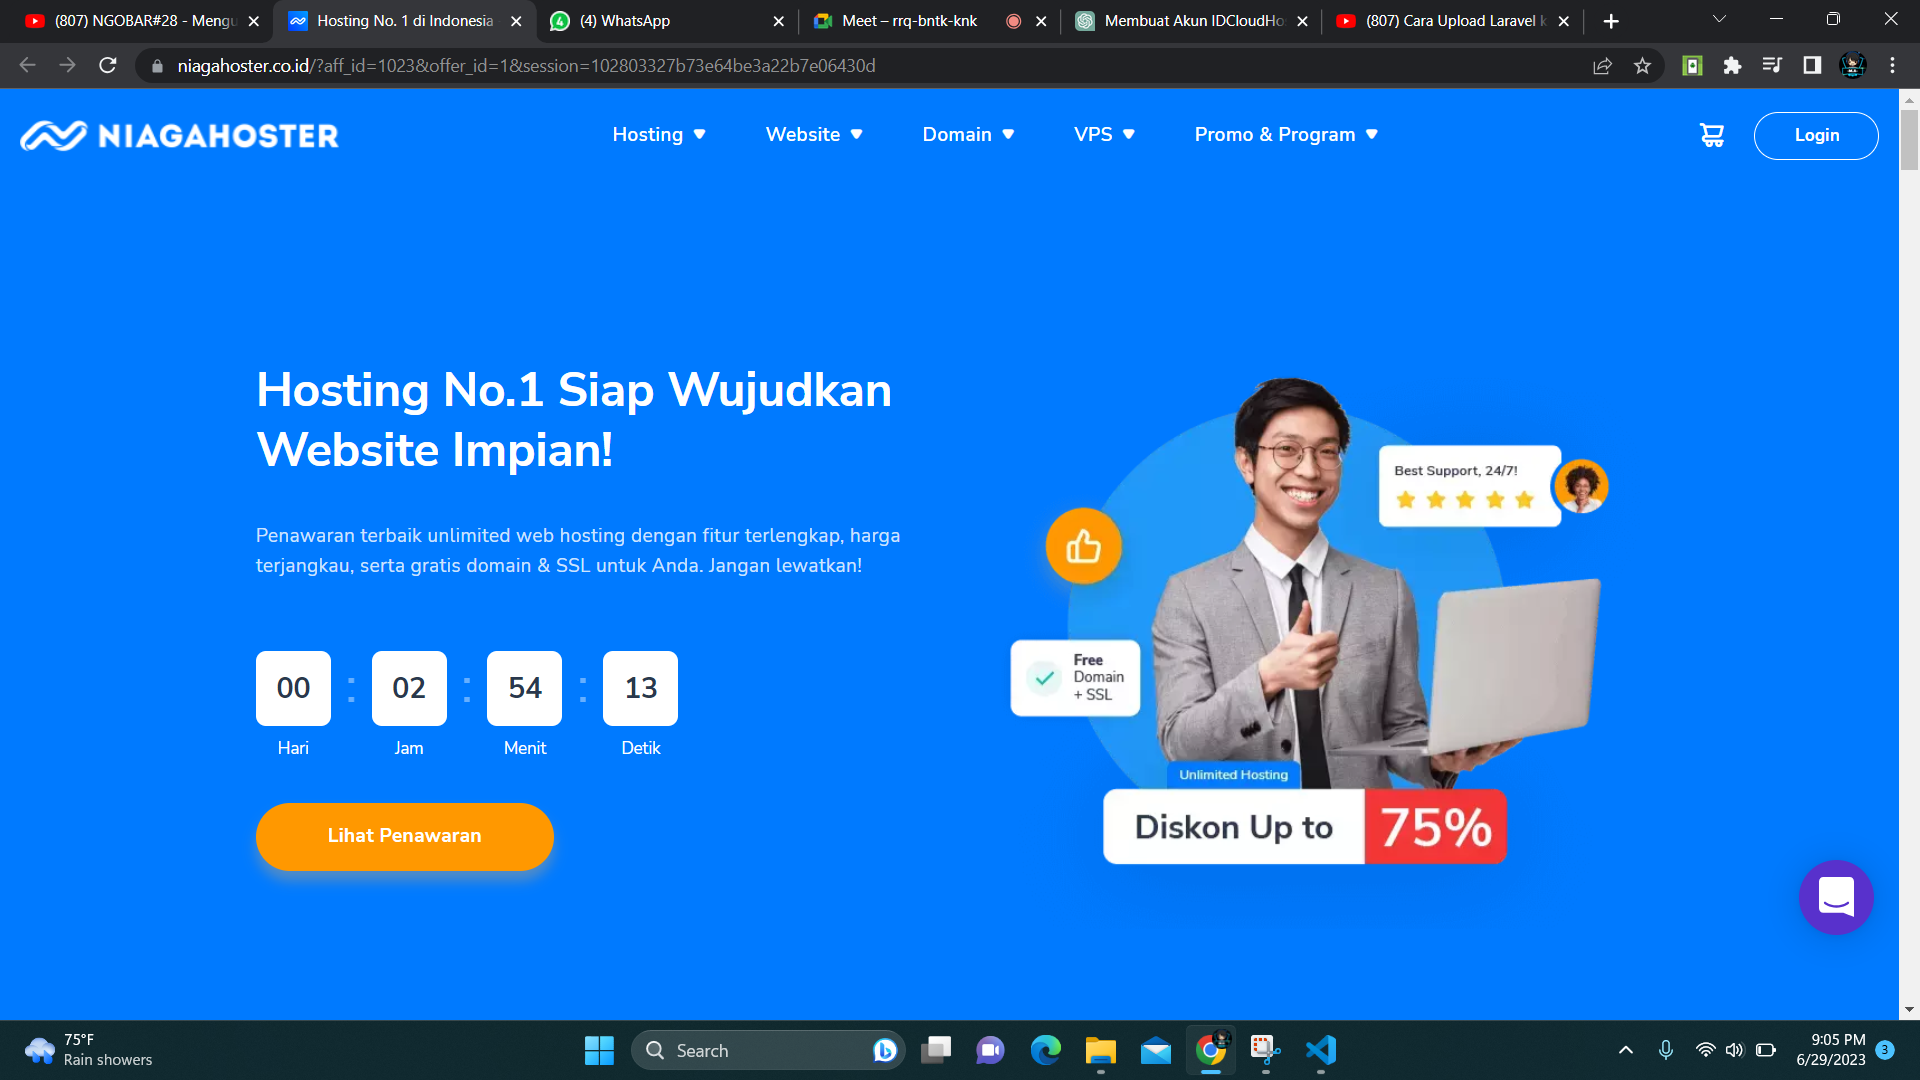 (807) NGOBAR#28 - Mengu
Hosting No. 1 di Indonesia
(4) WhatsApp
Meet – rrq-bntk-knk
Membuat Akun IDCloudHo
(807) Cara Upload Laravel k
niagahoster.co.id/?aff_id=1023&offer_id=1&session=102803327b73e64be3a22b7e06430d
NIAGAHOSTER
Hosting
Website
Domain
VPS
Promo & Program
Login
Hosting No.1 Siap Wujudkan
Website Impian!
Penawaran terbaik unlimited web hosting dengan fitur terlengkap, harga
terjangkau, serta gratis domain & SSL untuk Anda. Jangan lewatkan!
00 : 02 : 54 : 13
Hari Jam Menit Detik
Lihat Penawaran
Best Support, 24/7!
Free
Domain
+ SSL
Unlimited Hosting
Diskon Up to 75%
75°F
Rain showers
Search
9:05 PM
6/29/2023
3